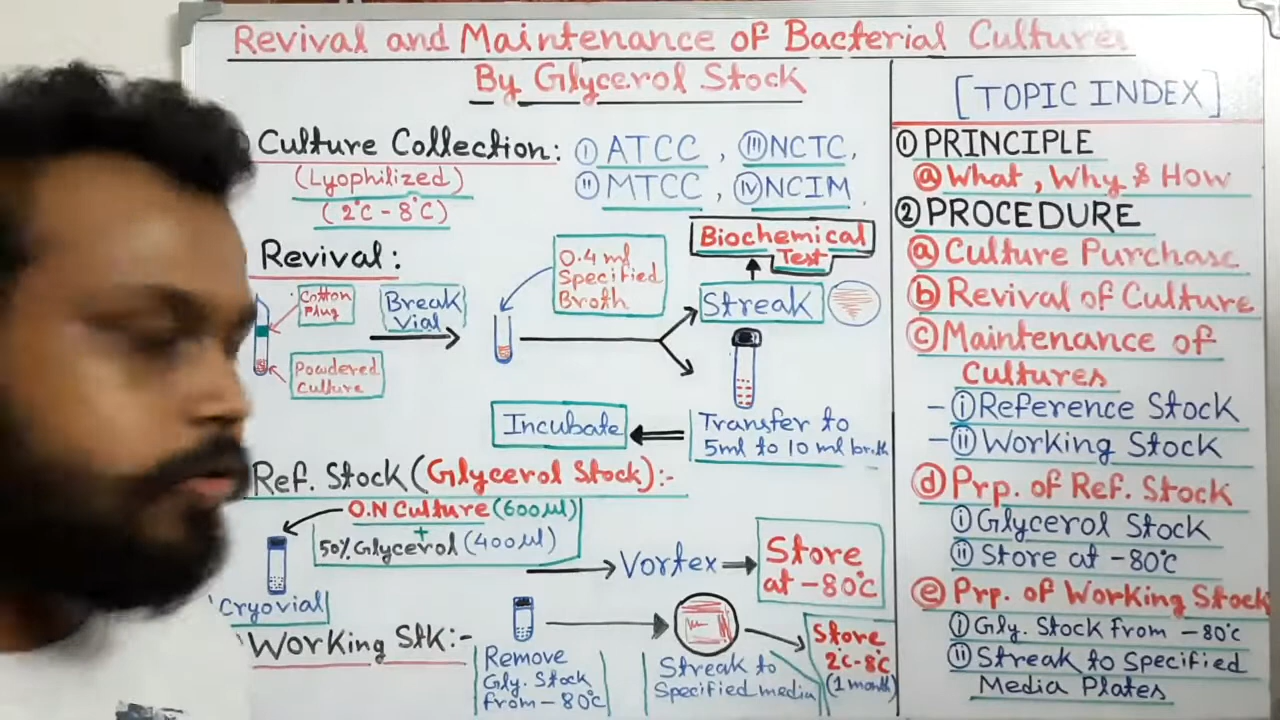 Revival and Maintenance of Bacterial Cultures
By Glycerol Stock
Culture Collection:
(Lyophilized)
(2°C - 8°C)
ⓘ ATCC , ⅲ NCTC,
ⅱ MTCC , ⅳ NCIM ,
Revival:
Cotton
Plug
Powdered
Culture
Break
Vial
0.4 ml
Specified
Broth
Biochemical
Test
Streak
Transfer to
5ml to 10 ml broth
Incubate
Ref. Stock (Glycerol Stock):-
O.N Culture (600 µl)
+
50% Glycerol (400 µl)
Cryovial
Vortex
Store
at -80°C
Working Stk:-
Remove
Gly. Stock
from - 80°C
Streak to
Specified media
Store
2°C-8°C
(1 month)
[TOPIC INDEX]
① PRINCIPLE
ⓐ What, Why & How
② PROCEDURE
ⓐ Culture Purchase
ⓑ Revival of Culture
ⓒ Maintenance of
Cultures
- ⓘ Reference Stock
- ⅱ Working Stock
ⓓ Prp. of Ref. Stock
ⓘ Glycerol Stock
ⅱ Store at -80°C
ⓔ Prp. of Working Stock
ⓘ Gly. Stock from -80°C
ⅱ Streak to Specified
Media Plates